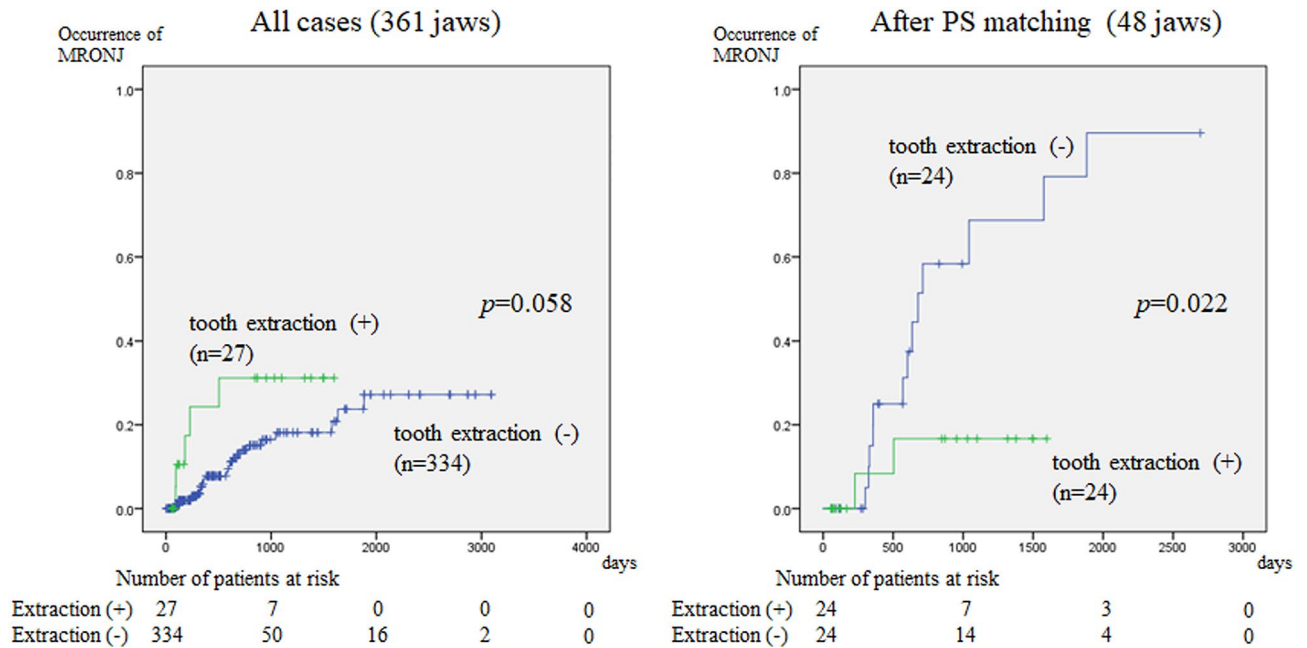 All cases (361 jaws)
Occurrence of
MRONJ
1.0
0.8
0.6
0.4
0.2
0.0
tooth extraction (+)
(n=27)
p=0.058
tooth extraction (-)
(n=334)
0 1000 2000 3000 4000
days
Number of patients at risk
Extraction (+) 27 7 0 0 0
Extraction (-) 334 50 16 2 0
After PS matching (48 jaws)
Occurrence of
MRONJ
1.0
0.8
0.6
0.4
0.2
0.0
tooth extraction (-)
(n=24)
p=0.022
tooth extraction (+)
(n=24)
0 500 1000 1500 2000 2500 3000
days
Number of patients at risk
Extraction (+) 24 7 3 0
Extraction (-) 24 14 4 0